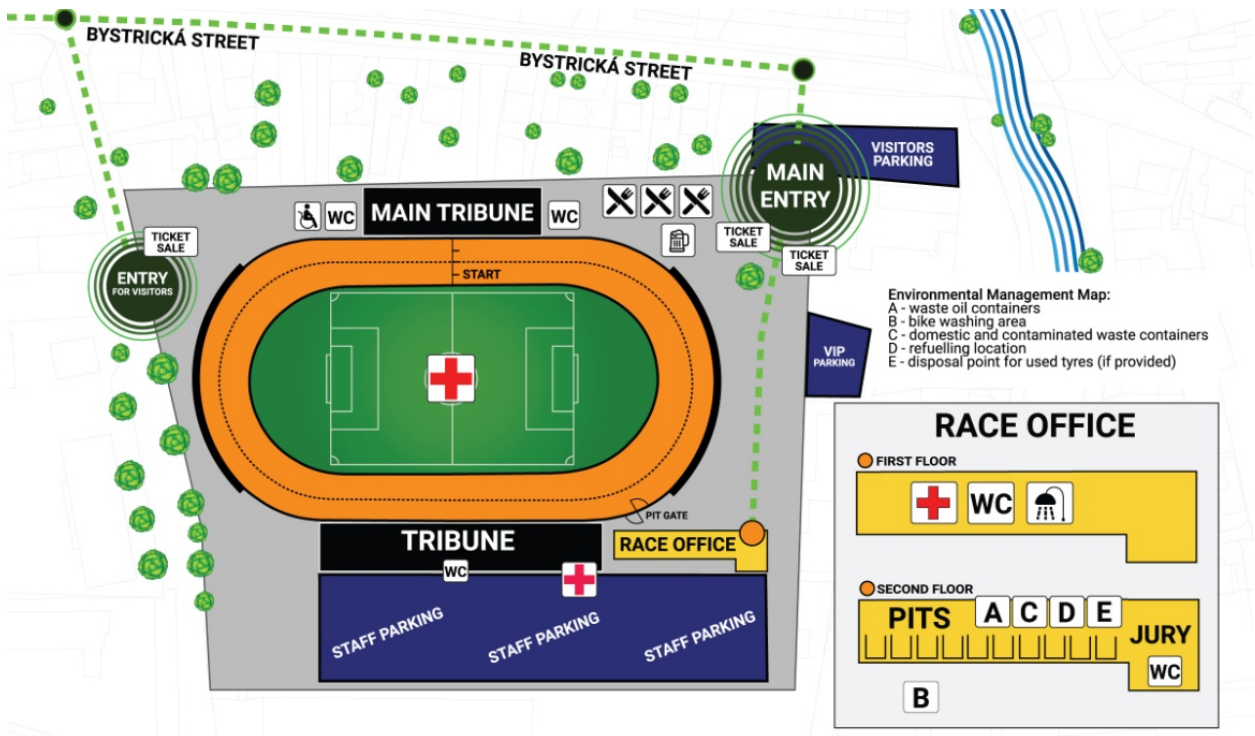 BYSTRICKÁ STREET
BYSTRICKÁ STREET
VISITORS
PARKING
MAIN
ENTRY
WC
MAIN TRIBUNE
WC
TICKET
SALE
TICKET
SALE
TICKET
SALE
ENTRY
FOR VISITORS
START
VIP
PARKING
PIT GATE
TRIBUNE
RACE OFFICE
WC
STAFF PARKING
STAFF PARKING
STAFF PARKING
Environmental Management Map:
A - waste oil containers
B - bike washing area
C - domestic and contaminated waste containers
D - refuelling location
E - disposal point for used tyres (if provided)
RACE OFFICE
FIRST FLOOR
WC
SECOND FLOOR
PITS
A C D E
JURY
WC
B